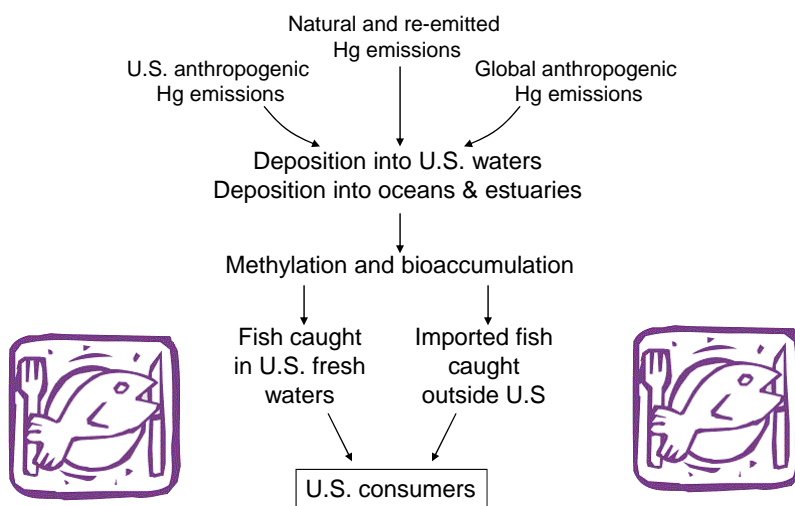 Natural and re-emitted
Hg emissions
U.S. anthropogenic
Hg emissions
Global anthropogenic
Hg emissions
Deposition into U.S. waters
Deposition into oceans & estuaries
Methylation and bioaccumulation
Fish caught
in U.S. fresh
waters
Imported fish
caught
outside U.S
U.S. consumers